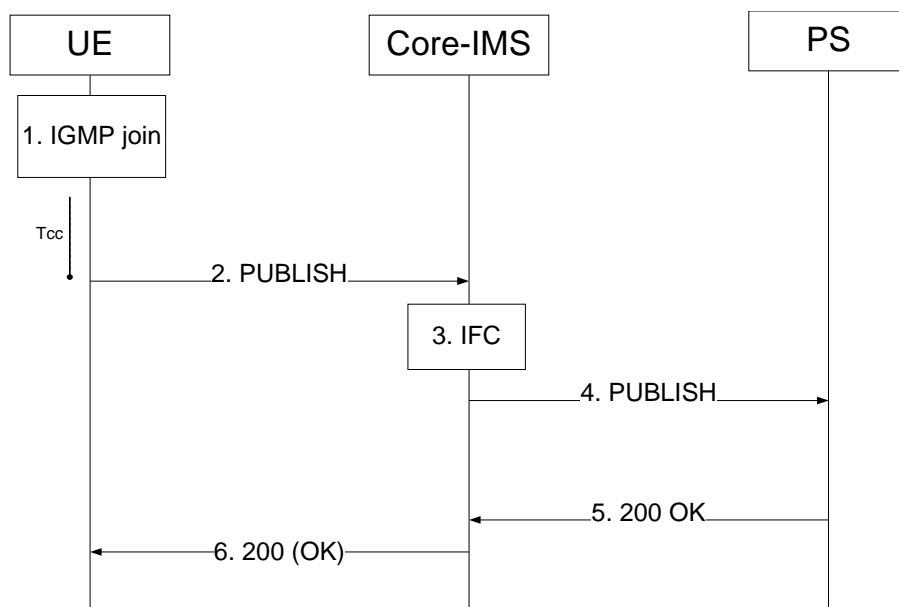 UE
Core-IMS
PS
1. IGMP join
Tcc
2. PUBLISH
3. IFC
4. PUBLISH
5. 200 OK
6. 200 (OK)